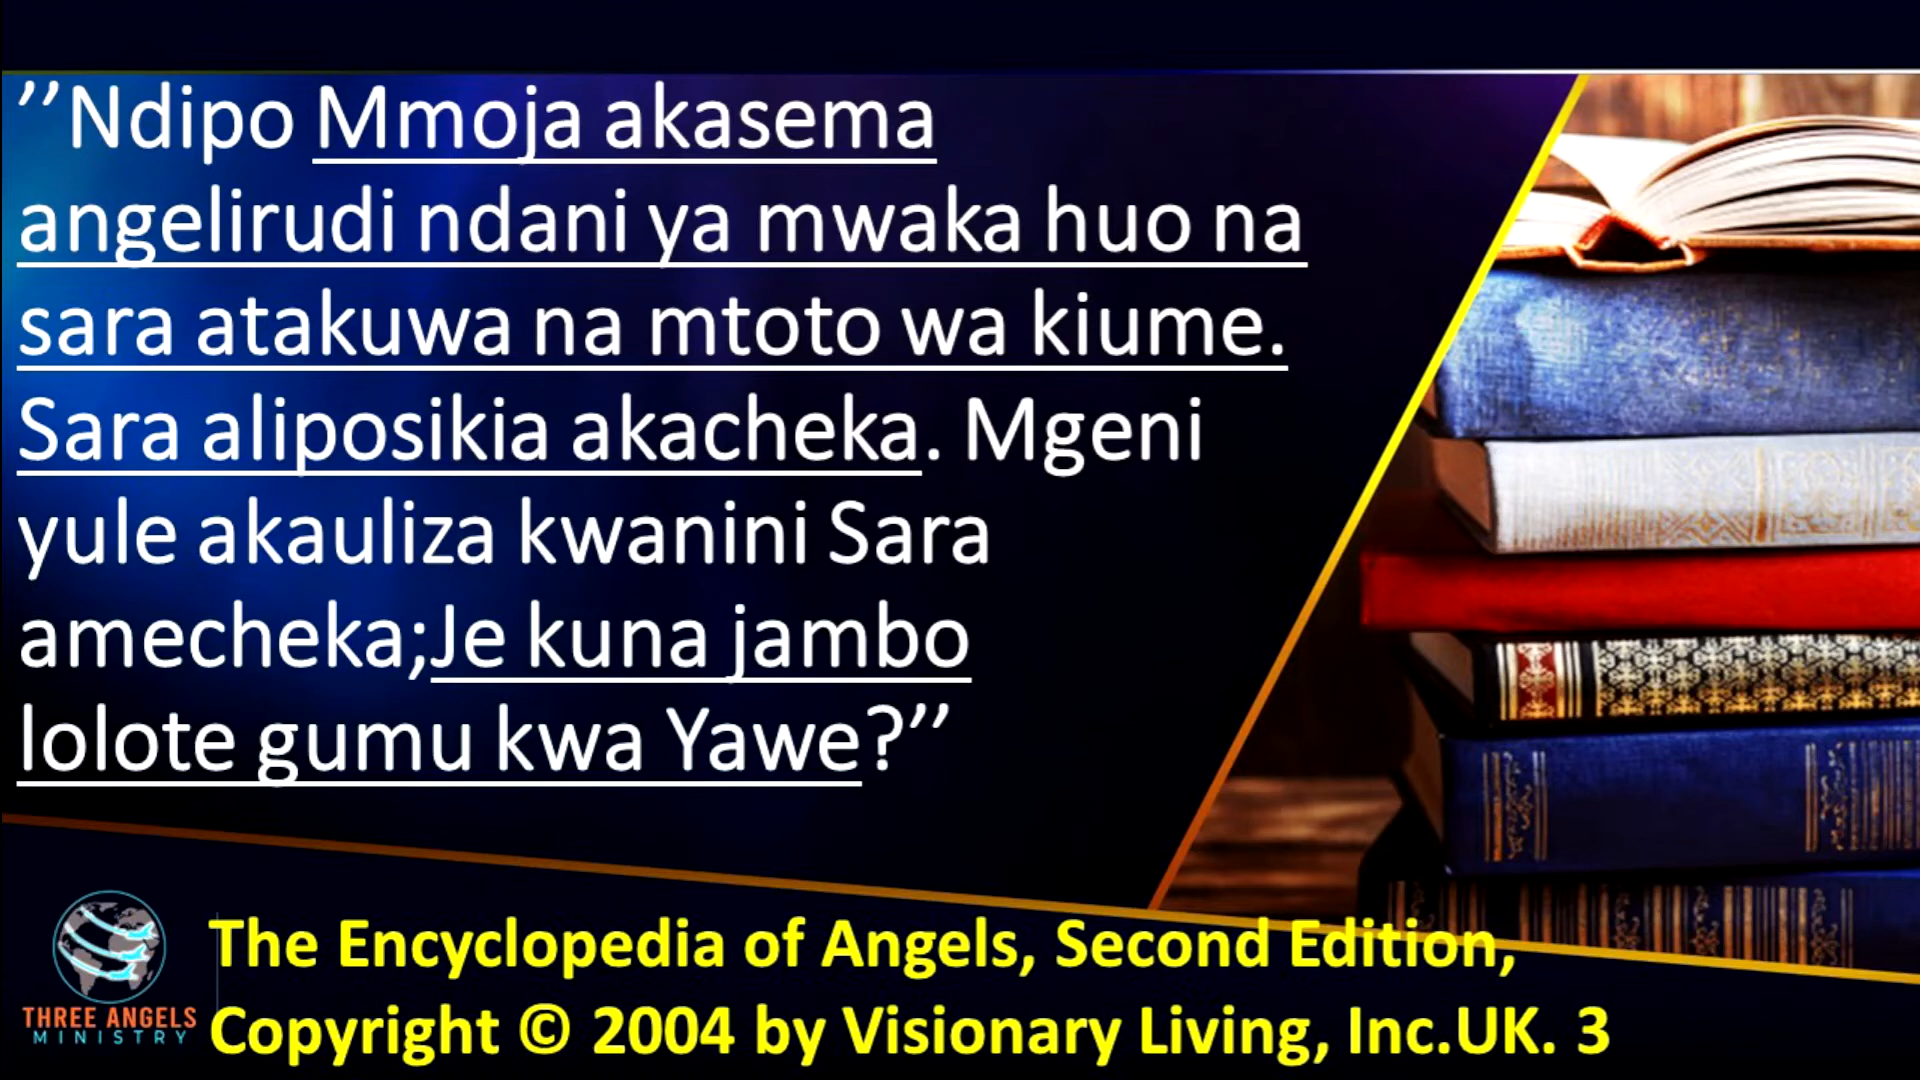 ’’Ndipo Mmoja akasema
angelirudi ndani ya mwaka huo na
sara atakuwa na mtoto wa kiume.
Sara aliposikia akacheka. Mgeni
yule akauliza kwanini Sara
amecheka;Je kuna jambo
lolote gumu kwa Yawe?’’
The Encyclopedia of Angels, Second Edition,
Copyright © 2004 by Visionary Living, Inc.UK. 3
THREE ANGELS
MINISTRY